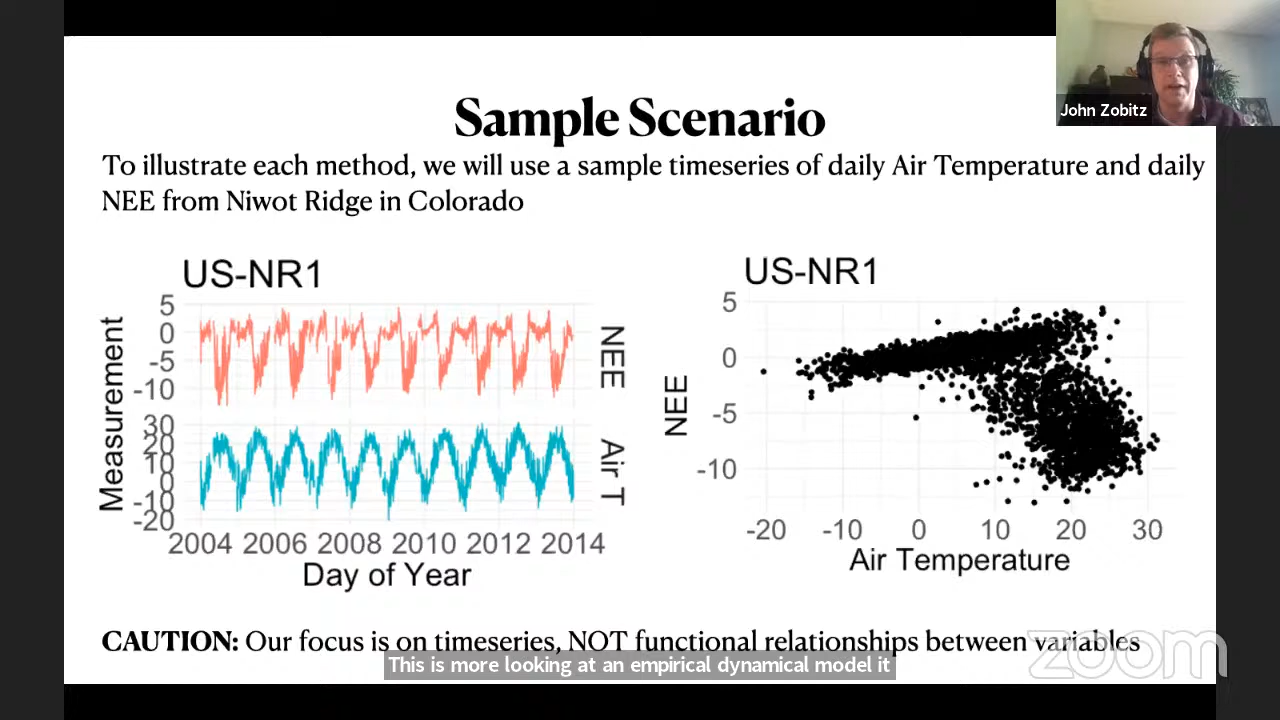 Sample Scenario
John Zobitz
To illustrate each method, we will use a sample timeseries of daily Air Temperature and daily
NEE from Niwot Ridge in Colorado
US-NR1
5
0
-5
-10
30
20
10
0
-10
-20
Measurement
NEE
Air T
2004 2006 2008 2010 2012 2014
Day of Year
US-NR1
5
0
-5
-10
NEE
-20 -10 0 10 20 30
Air Temperature
CAUTION: Our focus is on timeseries, NOT functional relationships between variables
This is more looking at an empirical dynamical model it
zoom